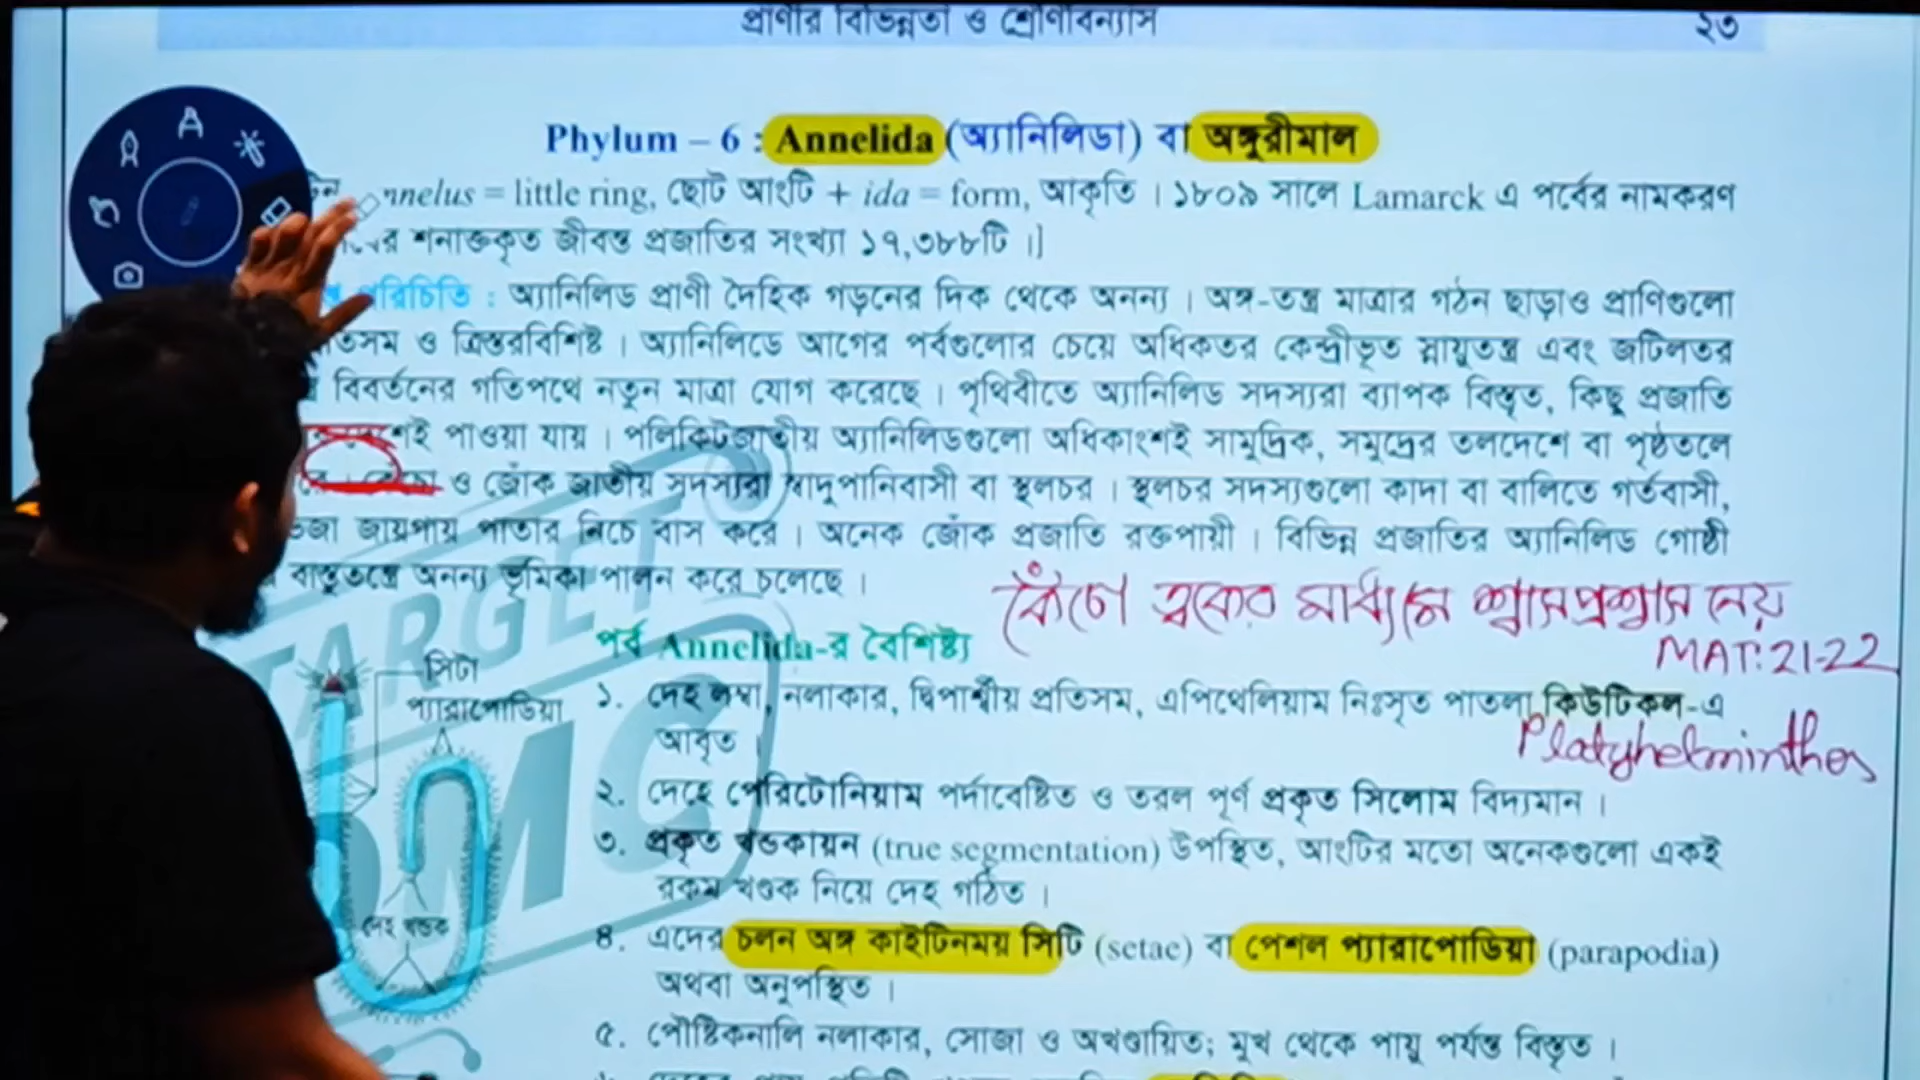 প্রাণীর বিভিন্নতা ও শ্রেণিবিন্যাস ২৩
Phylum – 6 : Annelida (অ্যানিলিডা) বা অঙ্গুরীমাল
nnelus = little ring, ছোট আংটি + ida = form, আকৃতি । ১৮০৯ সালে Lamarck এ পর্বের নামকরণ
শনাক্তকৃত জীবন্ত প্রজাতির সংখ্যা ১৭,৩৮৮টি ।]
পরিচিতি : অ্যানিলিড প্রাণী দৈহিক গড়নের দিক থেকে অনন্য । অঙ্গ-তন্ত্র মাত্রার গঠন ছাড়াও প্রাণিগুলো
তিসম ও ত্রিস্তরবিশিষ্ট । অ্যানিলিডে আগের পর্বগুলোর চেয়ে অধিকতর কেন্দ্রীভূত স্নায়ুতন্ত্র এবং জটিলতর
বিবর্তনের গতিপথে নতুন মাত্রা যোগ করেছে । পৃথিবীতে অ্যানিলিড সদস্যরা ব্যাপক বিস্তৃত, কিছু প্রজাতি
শেই পাওয়া যায় । পলিকিটজাতীয় অ্যানিলিডগুলো অধিকাংশই সামুদ্রিক, সমুদ্রের তলদেশে বা পৃষ্ঠতলে
কেঁচো ও জোঁক জাতীয় সদস্যরা স্বাদুপানিবাসী বা স্থলচর । স্থলচর সদস্যগুলো কাদা বা বালিতে গর্তবাসী,
জায়গায় পাতার নিচে বাস করে । অনেক জোঁক প্রজাতি রক্তপায়ী । বিভিন্ন প্রজাতির অ্যানিলিড গোষ্ঠী
বাস্তুতন্ত্রে অনন্য ভূমিকা পালন করে চলেছে ।
কেঁচো ত্বকের মাধ্যমে শ্বাসপ্রশ্বাস নেয়
MAT: 21-22
পর্ব Annelida-র বৈশিষ্ট্য
সিটা
প্যারাপোডিয়া
১. দেহ লম্বা, নলাকার, দ্বিপার্শ্বীয় প্রতিসম, এপিথেলিয়াম নিঃসৃত পাতলা কিউটিকল-এ
আবৃত ।
Platyhelminthes
২. দেহে পেরিটোনিয়াম পর্দাবেষ্টিত ও তরল পূর্ণ প্রকৃত সিলোম বিদ্যমান ।
৩. প্রকৃত খন্ডকায়ন (true segmentation) উপস্থিত, আংটির মতো অনেকগুলো একই
রকম খণ্ডক নিয়ে দেহ গঠিত ।
দেহ খন্ডক
৪. এদের চলন অঙ্গ কাইটিনময় সিটি (setae) বা পেশল প্যারাপোডিয়া (parapodia)
অথবা অনুপস্থিত ।
৫. পৌষ্টিকনালি নলাকার, সোজা ও অখণ্ডায়িত; মুখ থেকে পায়ু পর্যন্ত বিস্তৃত ।
TARGET
DMC